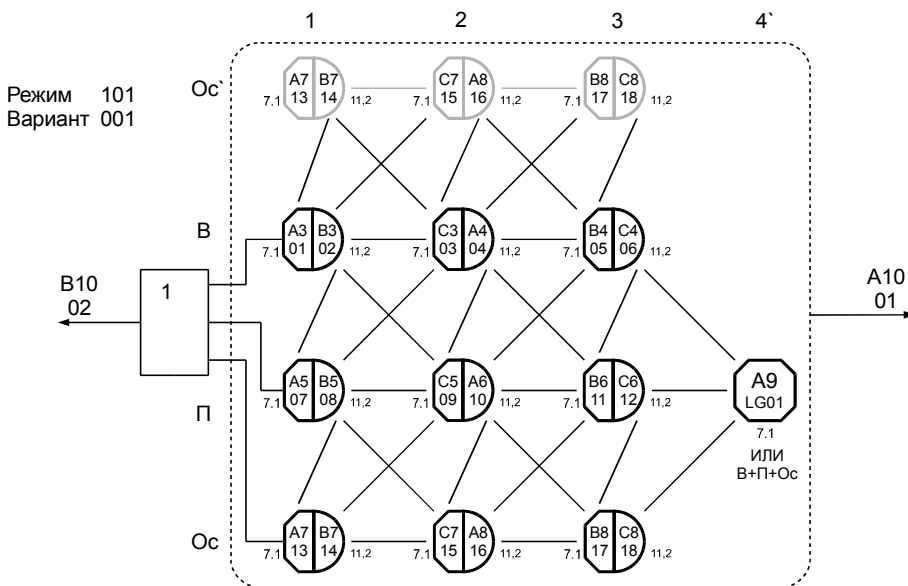 1 2 3 4`
Режим 101
Вариант 001
Ос`
A7 B7
13 14
7.1 11,2
C7 A8
15 16
7.1 11,2
B8 C8
17 18
7.1 11,2
В
A3 B3
01 02
7.1 11,2
C3 A4
03 04
7.1 11,2
B4 C4
05 06
7.1 11,2
B10
02
1
A10
01
П
A5 B5
07 08
7.1 11,2
C5 A6
09 10
7.1 11,2
B6 C6
11 12
7.1 11,2
A9
LG01
7.1
ИЛИ
В+П+Ос
Ос
A7 B7
13 14
7.1 11,2
C7 A8
15 16
7.1 11,2
B8 C8
17 18
7.1 11,2